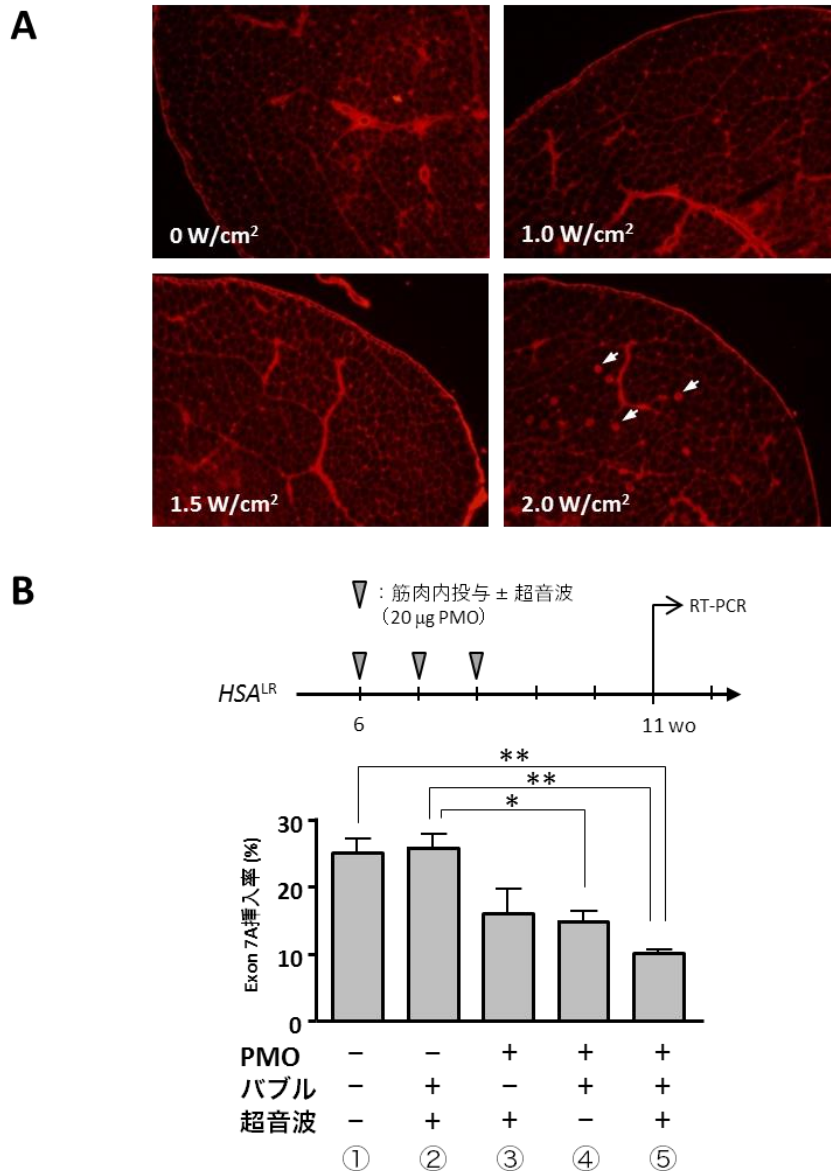 A
0 W/cm²
1.0 W/cm²
1.5 W/cm²
2.0 W/cm²
B
：筋肉内投与 ± 超音波
（20 µg PMO）
RT-PCR
HSA^LR
6
11 wo
**
**
*
Exon 7A挿入率 (%)
30
20
10
0
PMO − − + + +
バブル − + − + +
超音波 − + + − +
① ② ③ ④ ⑤